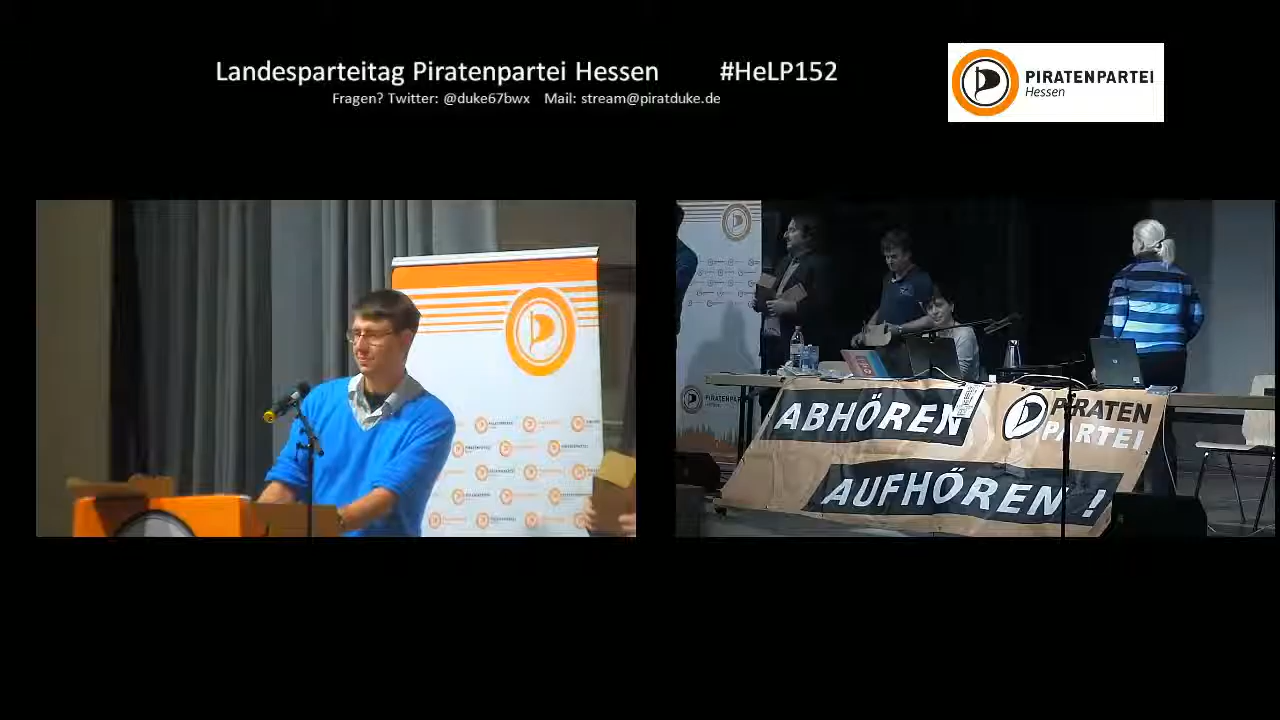 Landesparteitag Piratenpartei Hessen #HeLP152
Fragen? Twitter: @duke67bwx Mail: stream@piratduke.de
PIRATENPARTEI
Hessen
ABHÖREN
PIRATEN
PARTEI
AUFHÖREN !